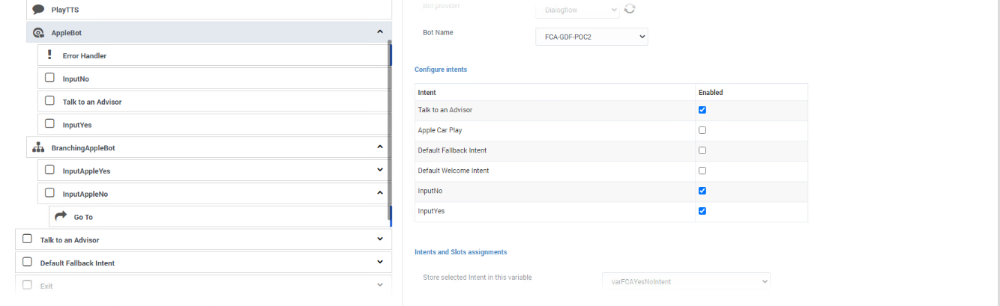 PlayTTS
AppleBot
Error Handler
InputNo
Talk to an Advisor
InputYes
BranchingAppleBot
InputAppleYes
InputAppleNo
Go To
Talk to an Advisor
Default Fallback Intent
Exit
Bot provider
Dialogflow
Bot Name
FCA-GDF-POC2
Configure intents
Intent Enabled
Talk to an Advisor
Apple Car Play
Default Fallback Intent
Default Welcome Intent
InputNo
InputYes
Intents and Slots assignments
Store selected Intent in this variable
varFCAYesNoIntent